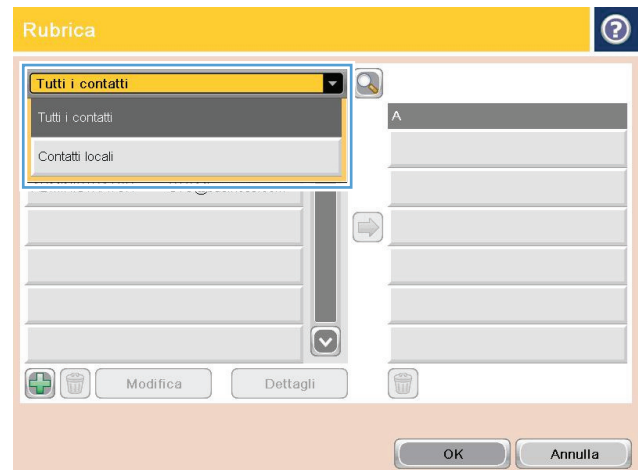 Rubrica
Tutti i contatti
Tutti i contatti
A
Contatti locali
Modifica
Dettagli
OK
Annulla